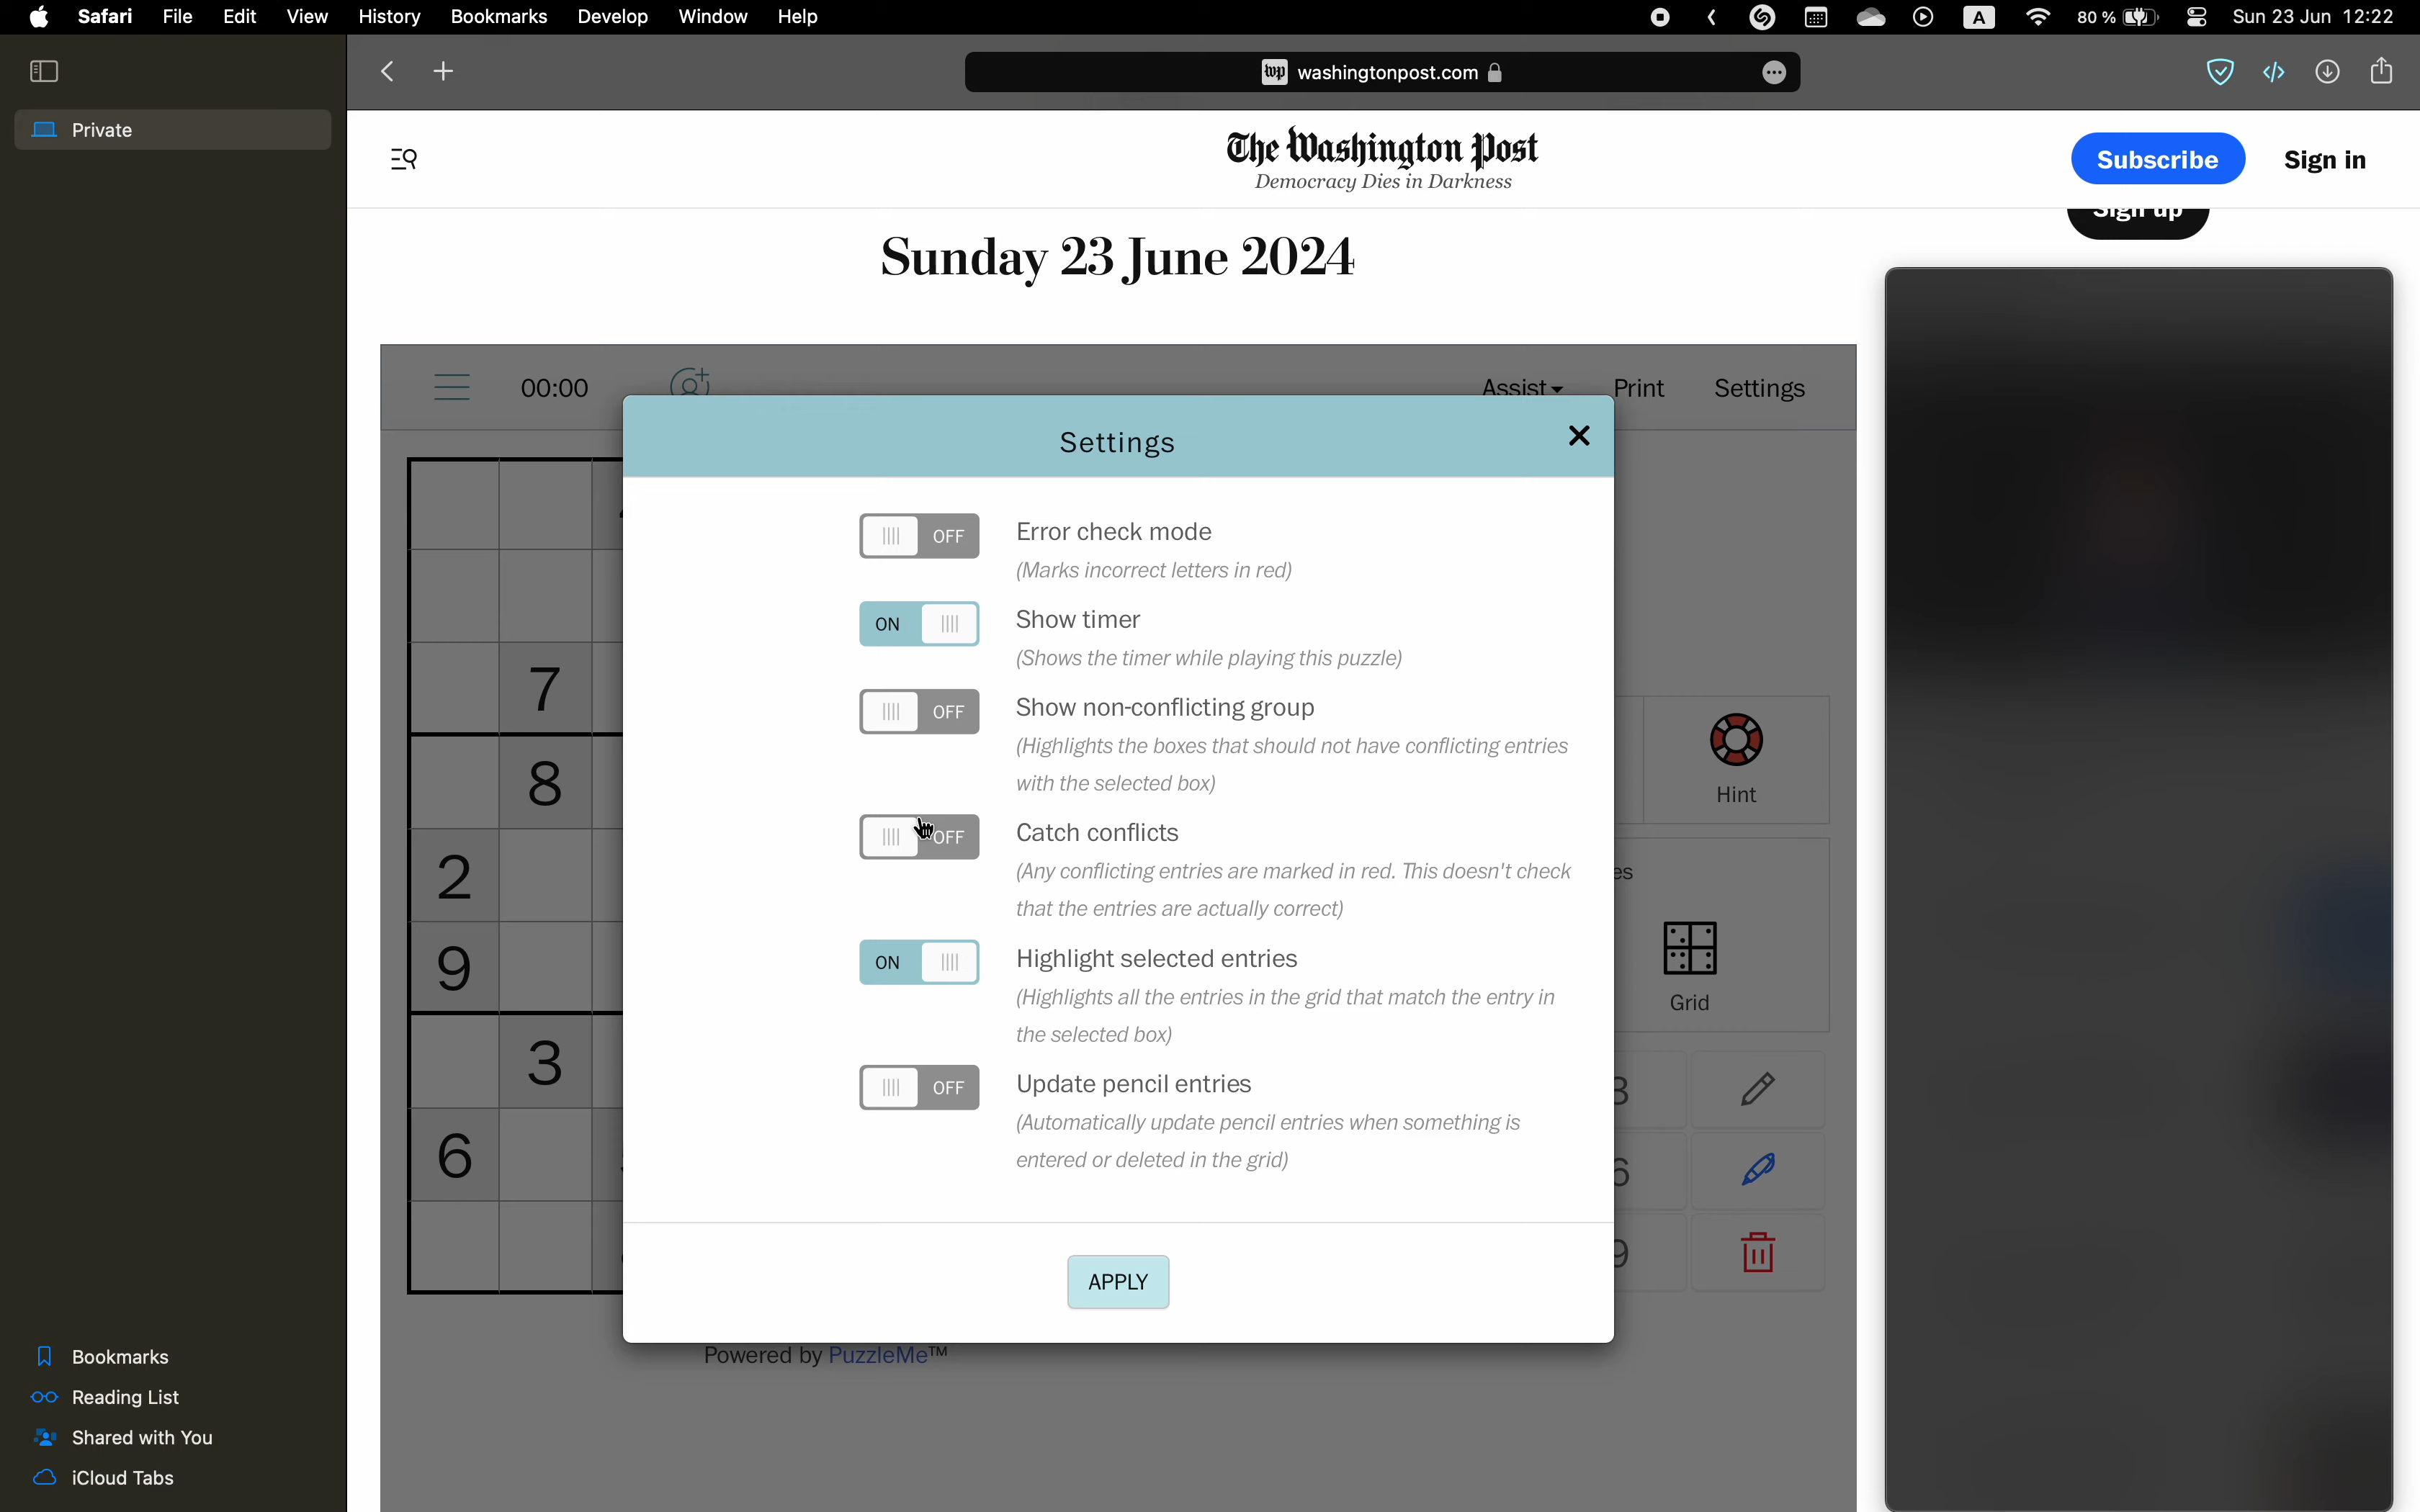 Safari File Edit View History Bookmarks Develop Window Help A 80 % Sun 23 Jun 12:22
wp washingtonpost.com
Private
The Washington Post
Democracy Dies in Darkness
Subscribe Sign in
Sign up
Sunday 23 June 2024
00:00 Assist Print Settings
Settings
OFF Error check mode
(Marks incorrect letters in red)
ON Show timer
(Shows the timer while playing this puzzle)
7
OFF Show non-conflicting group
(Highlights the boxes that should not have conflicting entries
with the selected box)
8
Hint
OFF Catch conflicts
(Any conflicting entries are marked in red. This doesn't check
that the entries are actually correct)
2
es
ON Highlight selected entries
(Highlights all the entries in the grid that match the entry in
the selected box)
9
Grid
3
OFF Update pencil entries
(Automatically update pencil entries when something is
entered or deleted in the grid)
3
6
6
9
APPLY
Powered by PuzzleMe™
Bookmarks
Reading List
Shared with You
iCloud Tabs